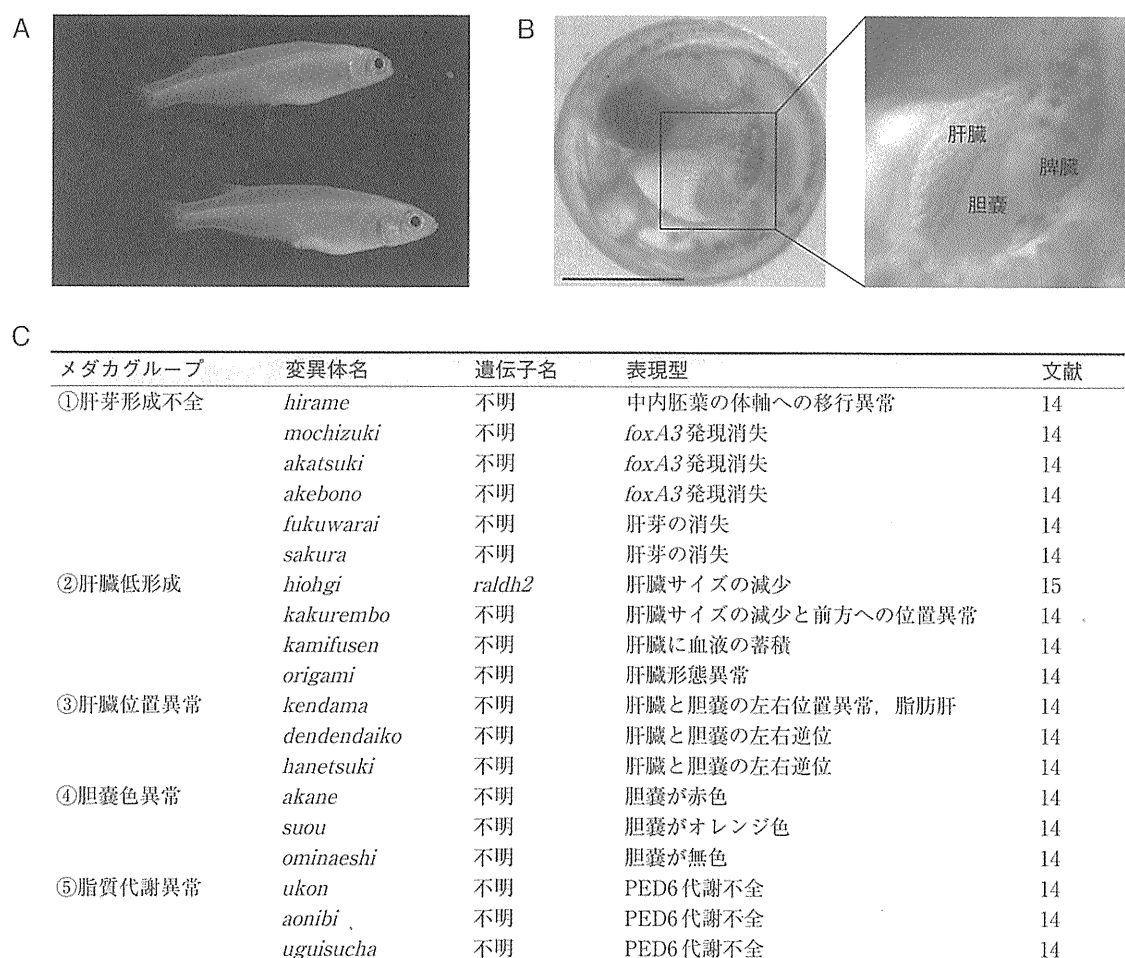 A
B
肝臓
脾臓
胆嚢
C
メダカグループ 変異体名 遺伝子名 表現型 文献
①肝芽形成不全 hirame 不明 中内胚葉の体軸への移行異常 14
mochizuki 不明 foxA3発現消失 14
akatsuki 不明 foxA3発現消失 14
akebono 不明 foxA3発現消失 14
fukuwarai 不明 肝芽の消失 14
sakura 不明 肝芽の消失 14
②肝臓低形成 hiohgi raldh2 肝臓サイズの減少 15
kakurembo 不明 肝臓サイズの減少と前方への位置異常 14
kamifusen 不明 肝臓に血液の蓄積 14
origami 不明 肝臓形態異常 14
③肝臓位置異常 kendama 不明 肝臓と胆嚢の左右位置異常，脂肪肝 14
dendendaiko 不明 肝臓と胆嚢の左右逆位 14
hanetsuki 不明 肝臓と胆嚢の左右逆位 14
④胆嚢色異常 akane 不明 胆嚢が赤色 14
suou 不明 胆嚢がオレンジ色 14
ominaeshi 不明 胆嚢が無色 14
⑤脂質代謝異常 ukon 不明 PED6代謝不全 14
aonibi 不明 PED6代謝不全 14
uguisucha 不明 PED6代謝不全 14